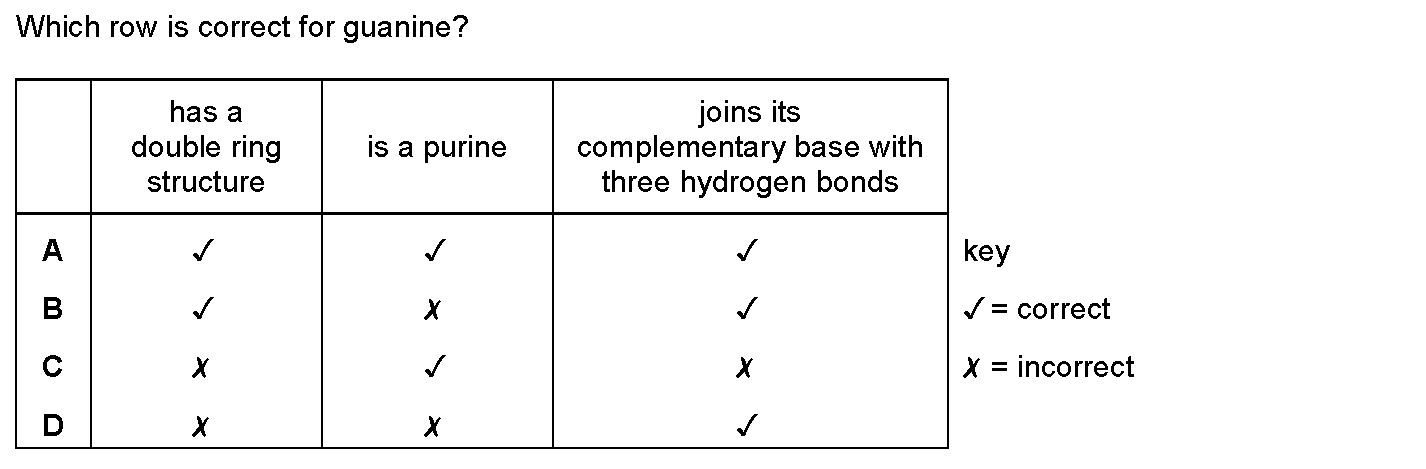 Which row is correct for guanine?
has a
double ring
structure
is a purine
joins its
complementary base with
three hydrogen bonds
A ✓ ✓ ✓
B ✓ ✗ ✓
C ✗ ✓ ✗
D ✗ ✗ ✓
key
✓ = correct
✗ = incorrect